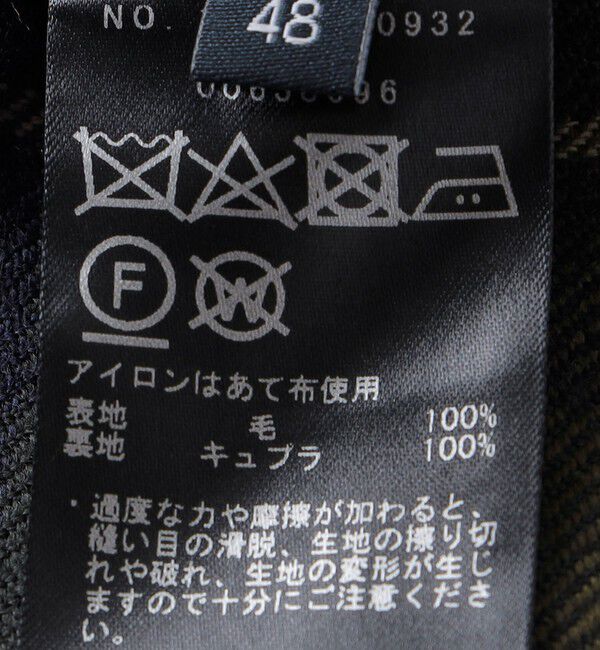 NO.
48
0932
F
W
アイロンはあて布使用
表地 毛 100%
裏地 キュプラ 100%
・過度な力や摩擦が加わると、
縫い目の滑脱、生地の擦り切
れや破れ、生地の変形が生じ
ますので十分にご注意くださ
い。